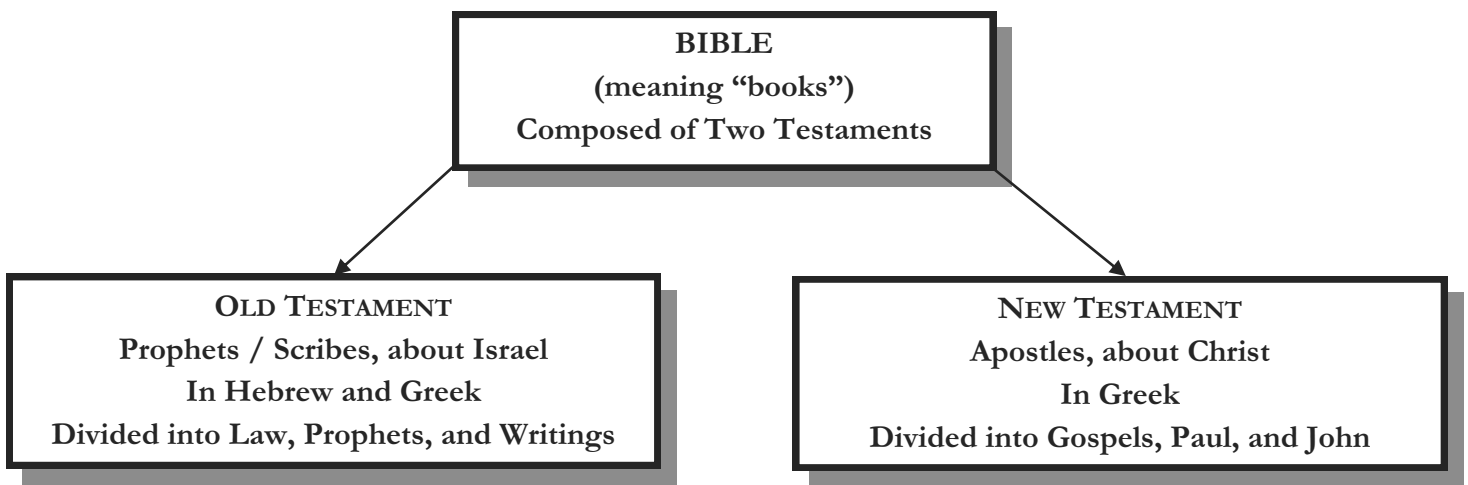 BIBLE
(meaning “books”)
Composed of Two Testaments
OLD TESTAMENT
Prophets / Scribes, about Israel
In Hebrew and Greek
Divided into Law, Prophets, and Writings
NEW TESTAMENT
Apostles, about Christ
In Greek
Divided into Gospels, Paul, and John